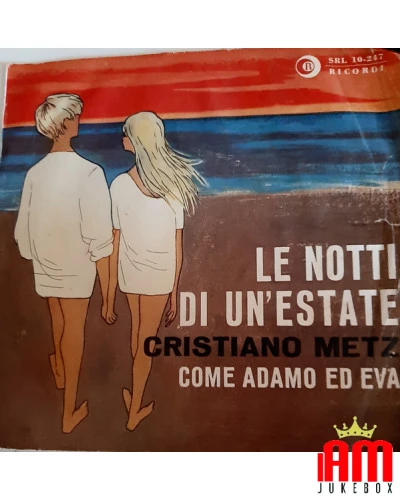 SRL 10-247
RICORDI
LE NOTTI
DI UN'ESTATE
CRISTIANO METZ
COME ADAMO ED EVA
IAM
JUKEBOX